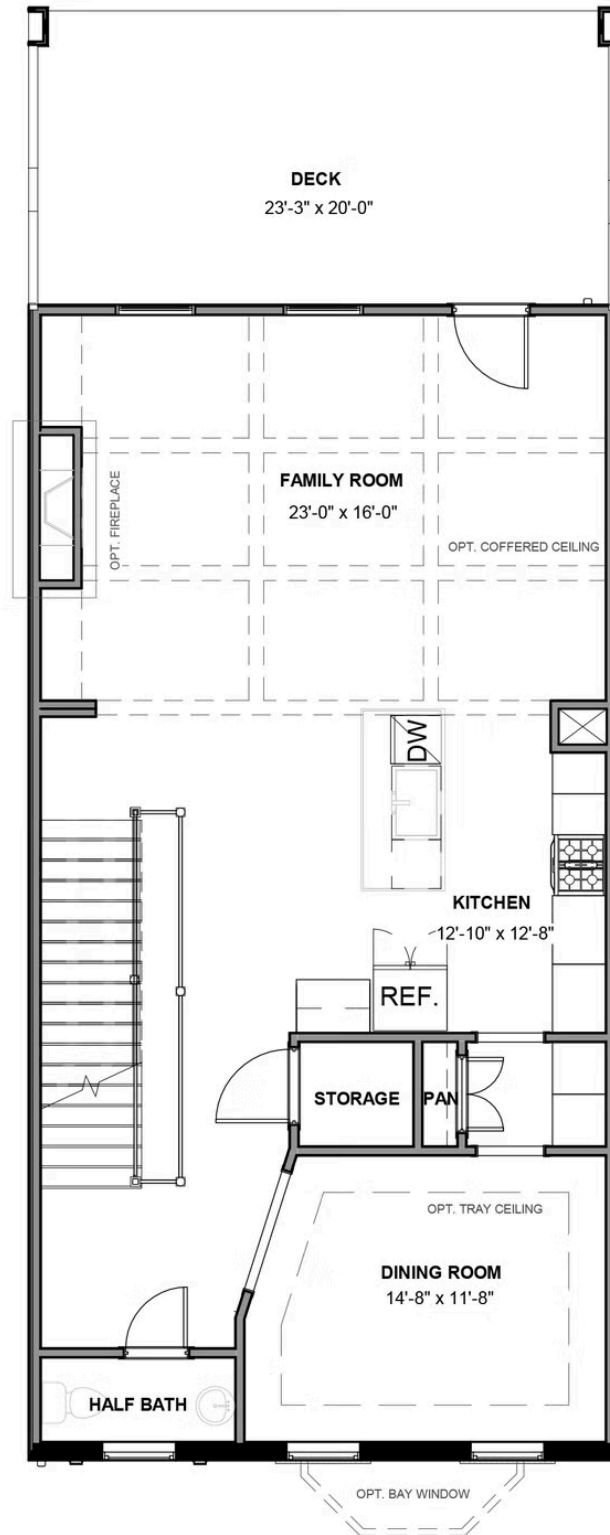 DECK
23'-3" x 20'-0"
FAMILY ROOM
23'-0" x 16'-0"
OPT. FIREPLACE
OPT. COFFERED CEILING
DW
KITCHEN
12'-10" x 12'-8"
REF.
STORAGE
PAN
OPT. TRAY CEILING
DINING ROOM
14'-8" x 11'-8"
HALF BATH
OPT. BAY WINDOW